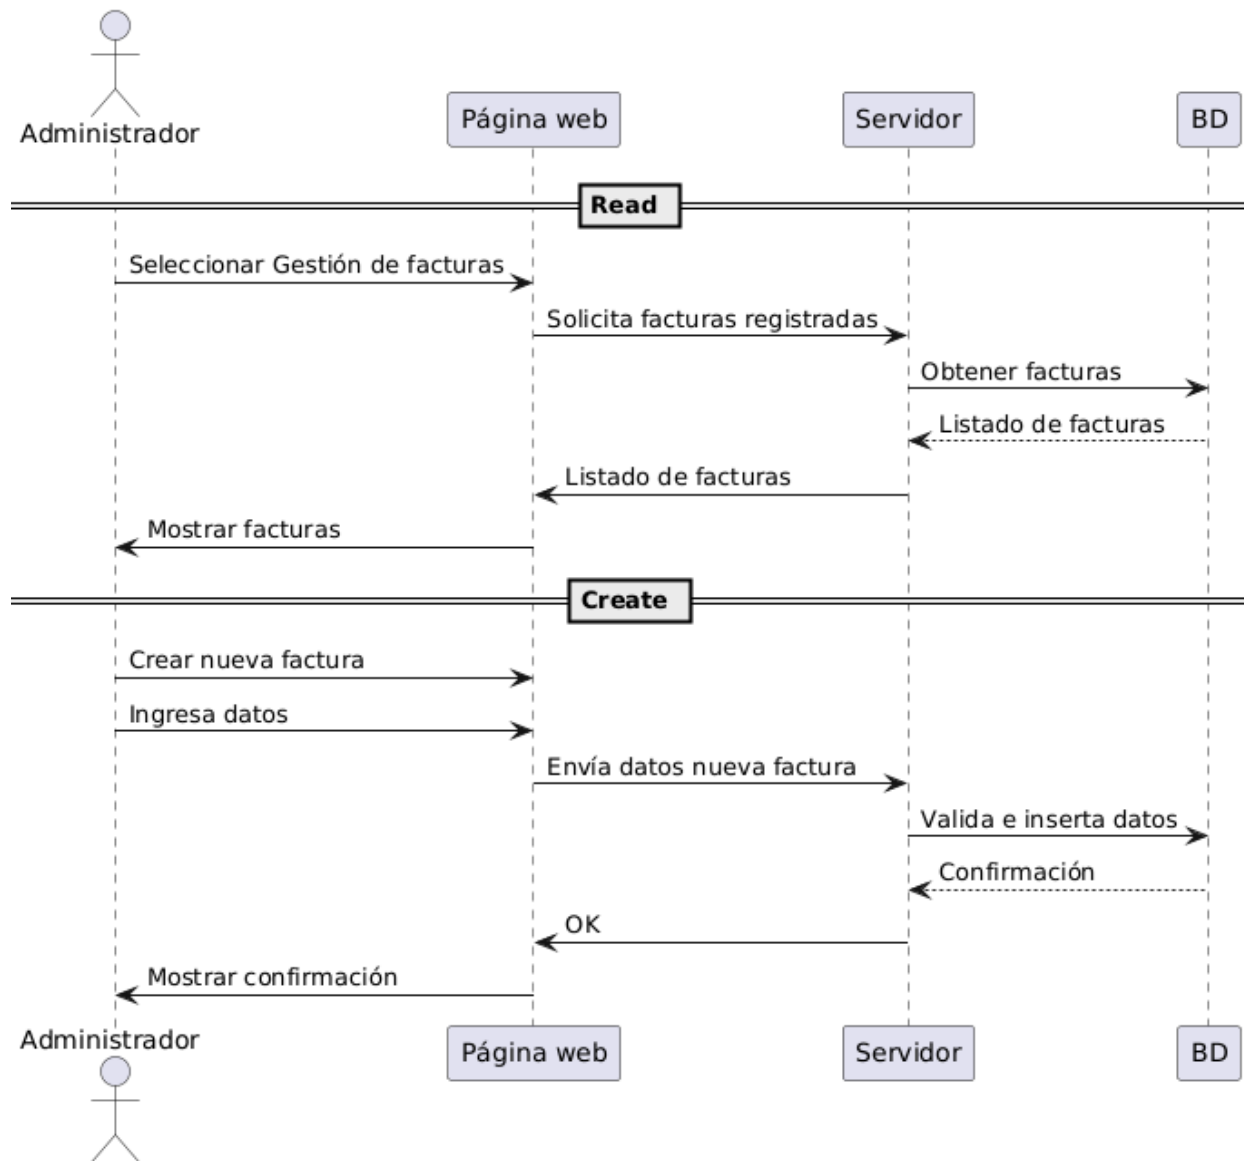 Administrador
Página web
Servidor
BD
Read
Seleccionar Gestión de facturas
Solicita facturas registradas
Obtener facturas
Listado de facturas
Listado de facturas
Mostrar facturas
Create
Crear nueva factura
Ingresa datos
Envía datos nueva factura
Valida e inserta datos
Confirmación
OK
Mostrar confirmación
Administrador
Página web
Servidor
BD